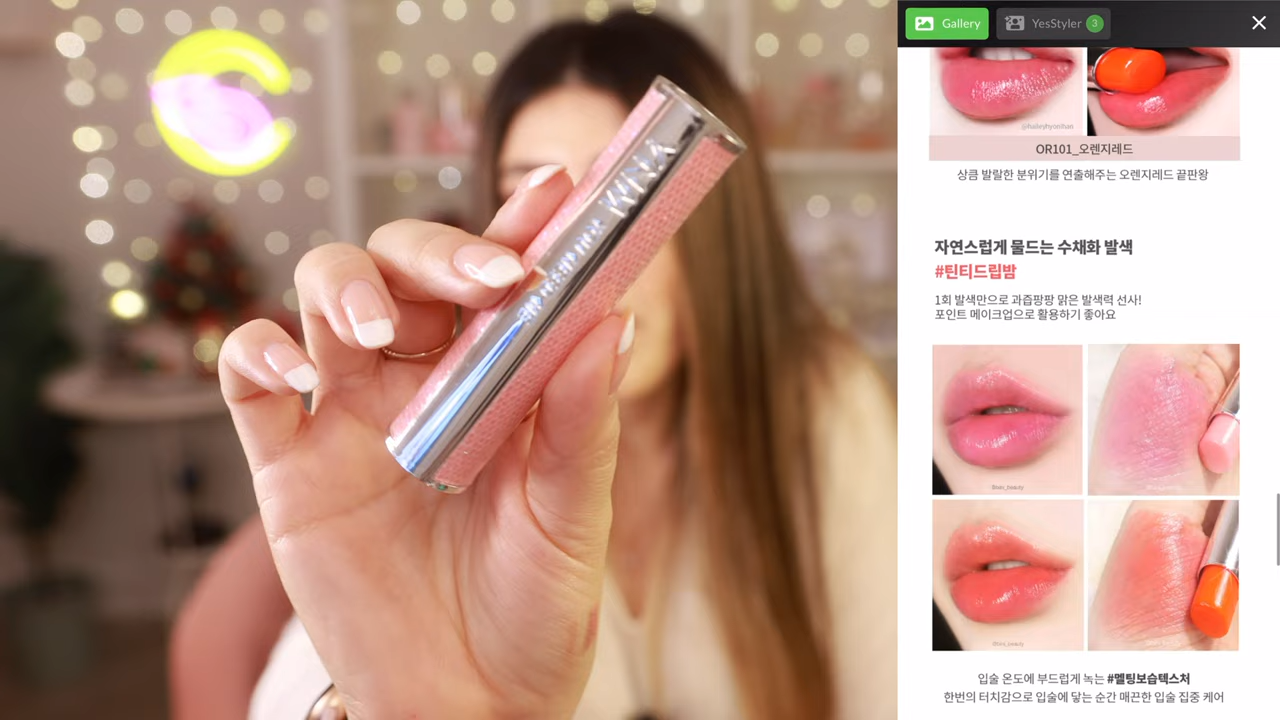 Gallery
YesStyler 3
@haileyhyonihan
OR101_오렌지레드
상큼 발랄한 분위기를 연출해주는 오렌지레드 끝판왕
자연스럽게 물드는 수채화 발색
#틴티드립밤
1회 발색만으로 과즙팡팡 맑은 발색력 선사!
포인트 메이크업으로 활용하기 좋아요
입술 온도에 부드럽게 녹는 #멜팅보습텍스처
한번의 터치감으로 입술에 닿는 순간 매끈한 입술 집중 케어